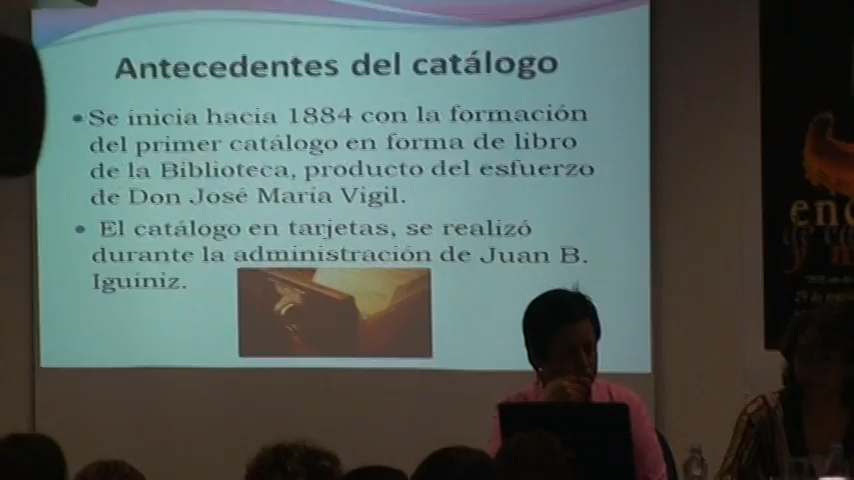 Antecedentes del catálogo
• Se inicia hacia 1884 con la formación
del primer catálogo en forma de libro
de la Biblioteca, producto del esfuerzo
de Don José María Vigil.
• El catálogo en tarjetas, se realizó
durante la administración de Juan B.
Iguiniz.